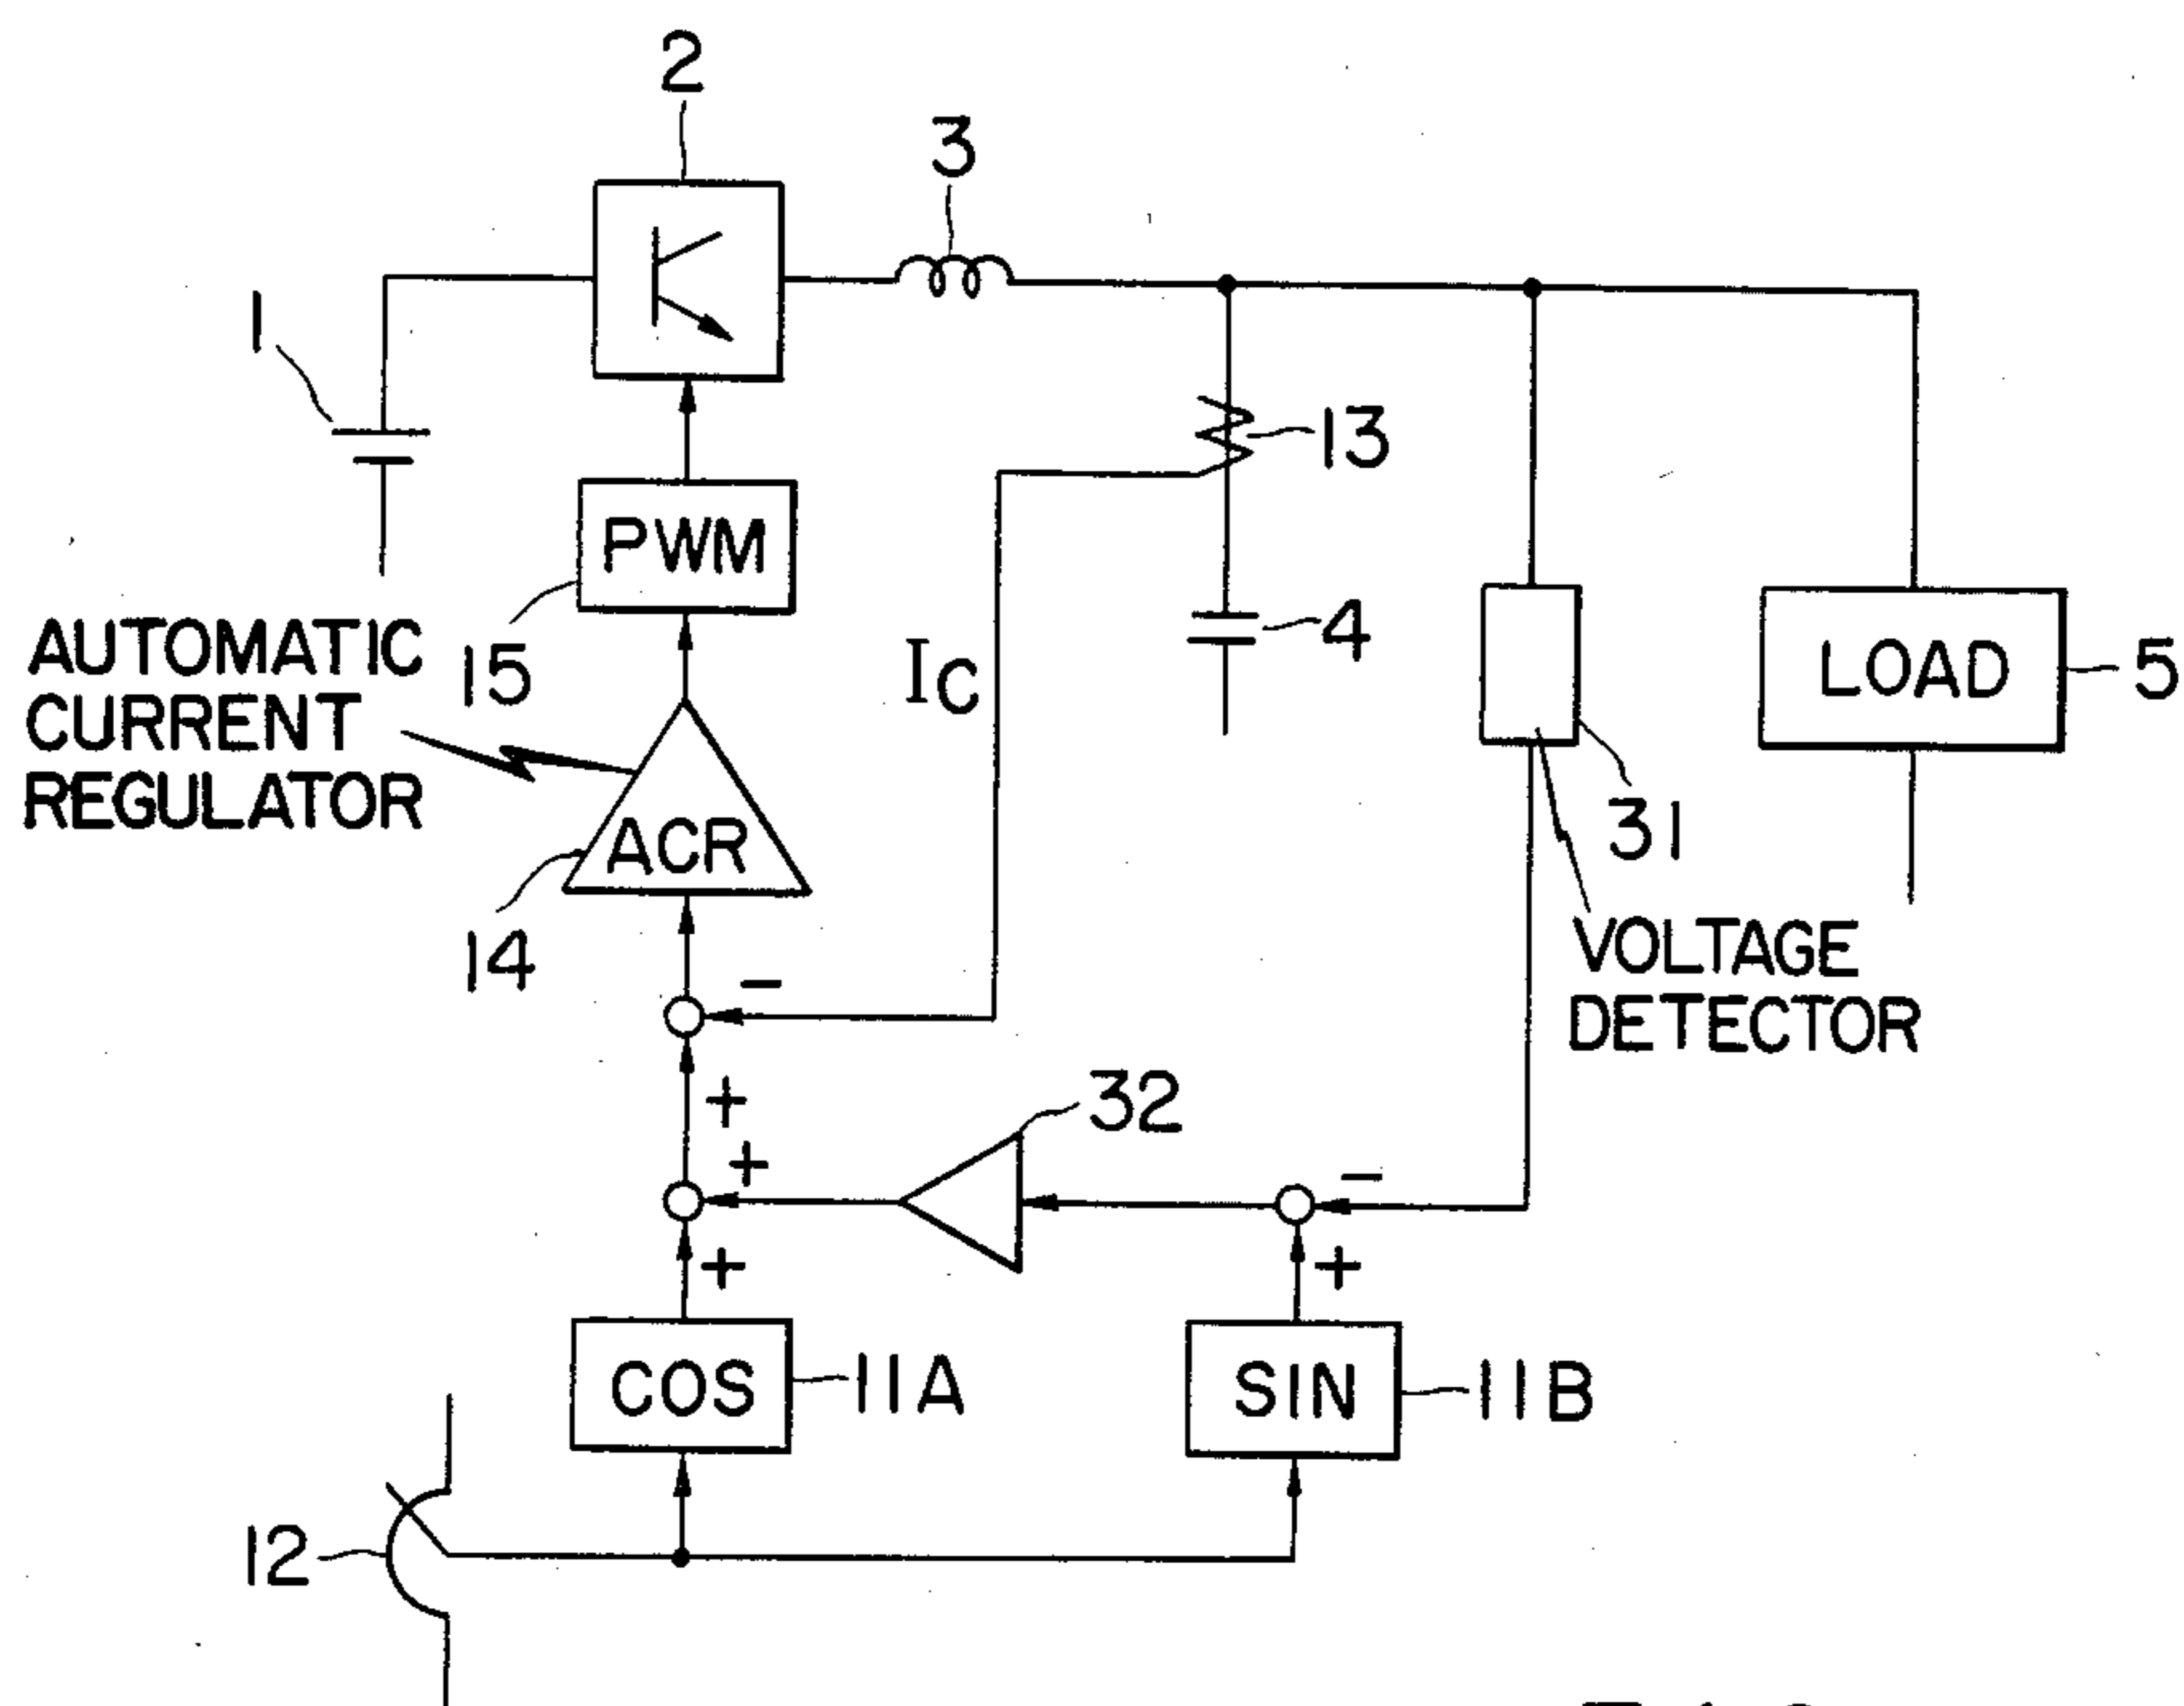 2
3
1
13
PWM
4
AUTOMATIC
CURRENT
REGULATOR
15
Ic
LOAD
5
31
ACR
14
VOLTAGE
DETECTOR
-
+
32
+
-
+
+
COS
11A
SIN
11B
12